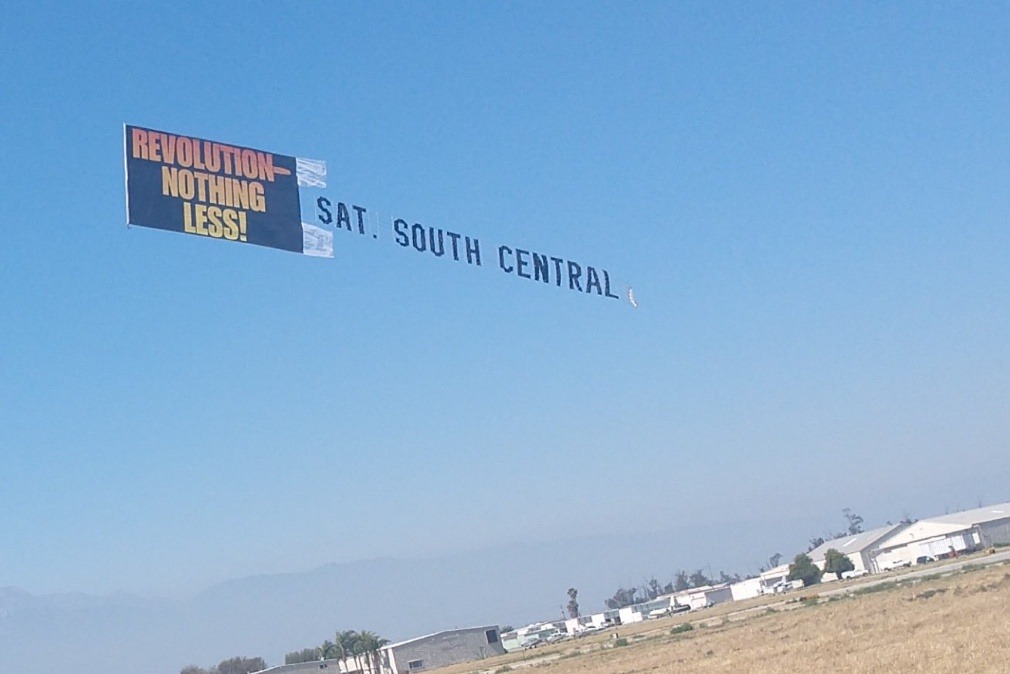 REVOLUTION—
NOTHING
LESS!
SAT. SOUTH CENTRAL